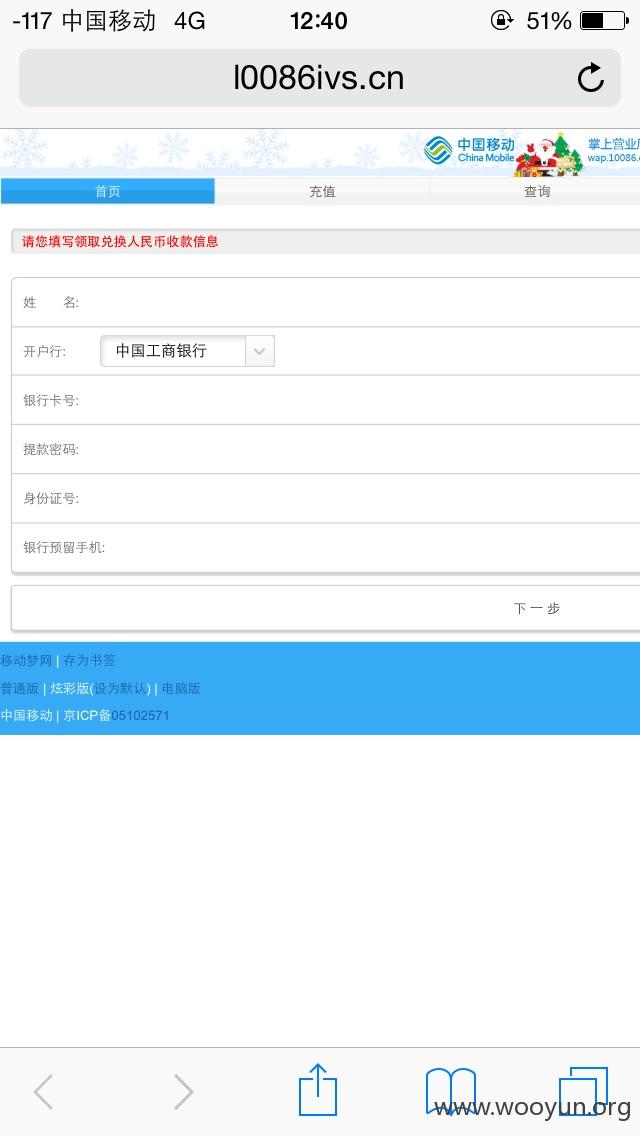 -117 中国移动 4G 12:40 51%
l0086ivs.cn
中国移动 掌上营业
China Mobile wap.10086.
首页 充值 查询
请您填写领取兑换人民币收款信息
姓 名:
开户行: 中国工商银行
银行卡号:
提款密码:
身份证号:
银行预留手机:
下一步
移动梦网 | 存为书签
普通版 | 炫彩版(设为默认) | 电脑版
中国移动 | 京ICP备05102571
www.wooyun.org